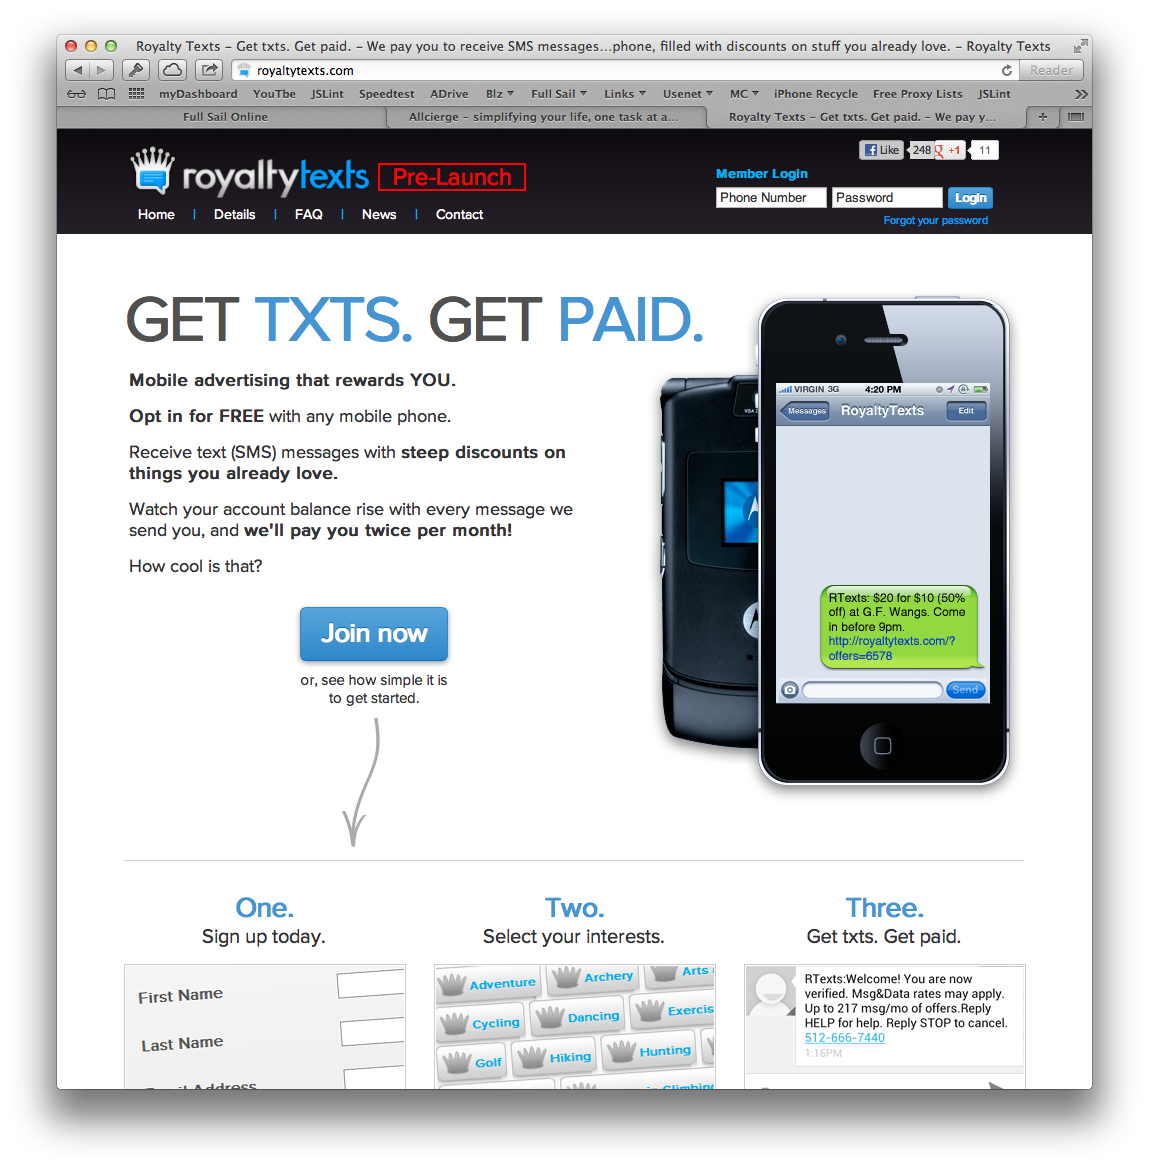 Royalty Texts – Get txts. Get paid. – We pay you to receive SMS messages...phone, filled with discounts on stuff you already love. – Royalty Texts
royaltytexts.com
Reader
myDashboard YouTbe JSLint Speedtest ADrive Blz Full Sail Links Usenet MC iPhone Recycle Free Proxy Lists JSLint
Full Sail Online
Allcierge – simplifying your life, one task at a...
Royalty Texts – Get txts. Get paid. – We pay y...
Like 248 +1 11
royaltytexts Pre-Launch
Member Login
Phone Number Password Login
Forgot your password
Home | Details | FAQ | News | Contact
GET TXTS. GET PAID.
Mobile advertising that rewards YOU.
Opt in for FREE with any mobile phone.
Receive text (SMS) messages with steep discounts on
things you already love.
Watch your account balance rise with every message we
send you, and we'll pay you twice per month!
How cool is that?
Join now
or, see how simple it is
to get started.
VIRGIN 3G 4:20 PM
Messages RoyaltyTexts Edit
RTexts: $20 for $10 (50%
off) at G.F. Wangs. Come
in before 9pm.
http://royaltytexts.com/?
offers=6578
Send
One.
Sign up today.
First Name
Last Name
Email Address
Two.
Select your interests.
Adventure Archery Arts
Cycling Dancing Exercis
Golf Hiking Hunting
Climbing
Three.
Get txts. Get paid.
RTexts:Welcome! You are now
verified. Msg&Data rates may apply.
Up to 217 msg/mo of offers.Reply
HELP for help. Reply STOP to cancel.
512-666-7440
1:16PM